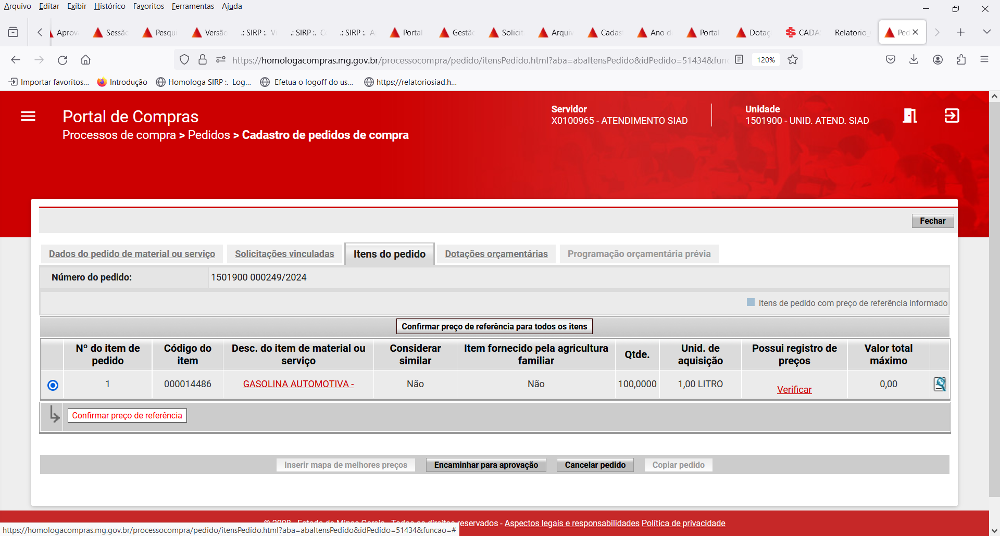 Arquivo Editar Exibir Histórico Favoritos Ferramentas Ajuda
Aprov Sessão Pesqui Versão .: SIRP :. V .: SIRP :. C .: SIRP :. A Portal Gestã Solicit Arquiv Cadas Ano d Portal Dotaç CADA Relatorio_ Ped
https://homologacompras.mg.gov.br/processocompra/pedido/itensPedido.html?aba=abaItensPedido&idPedido=51434&fun 120%
Importar favoritos... Introdução Homologa SIRP :. Log... Efetua o logoff do us... https://relatoriosiad.h...
Portal de Compras
Processos de compra > Pedidos > Cadastro de pedidos de compra
Servidor
X0100965 - ATENDIMENTO SIAD
Unidade
1501900 - UNID. ATEND. SIAD
Fechar
Dados do pedido de material ou serviço Solicitações vinculadas Itens do pedido Dotações orçamentárias Programação orçamentária prévia
Número do pedido: 1501900 000249/2024
Itens de pedido com preço de referência informado
Confirmar preço de referência para todos os itens
Nº do item de pedido Código do item Desc. do item de material ou serviço Considerar similar Item fornecido pela agricultura familiar Qtde. Unid. de aquisição Possui registro de preços Valor total máximo
1 000014486 GASOLINA AUTOMOTIVA - Não Não 100,0000 1,00 LITRO Verificar 0,00
Confirmar preço de referência
Inserir mapa de melhores preços Encaminhar para aprovação Cancelar pedido Copiar pedido
reservados - Aspectos legais e responsabilidades Política de privacidade
https://homologacompras.mg.gov.br/processocompra/pedido/itensPedido.html?aba=abaItensPedido&idPedido=51434&funcao=#